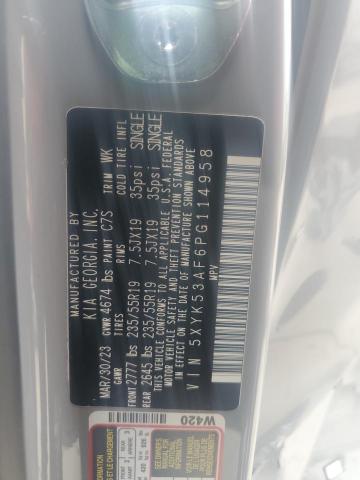 MANUFACTURED BY
KIA GEORGIA, INC.
MAR/30/23 GVWR 4674 lbs PAINT C7S TRIM WK
GAWR TIRES RIMS COLD TIRE INFL
FRONT 2777 lbs 235/55R19 7.5JX19 35psi SINGLE
REAR 2645 lbs 235/55R19 7.5JX19 35psi SINGLE
THIS VEHICLE CONFORMS TO ALL APPLICABLE U.S.A. FEDERAL
MOTOR VEHICLE SAFETY AND THEFT PREVENTION STANDARDS
IN EFFECT ON THE DATE OF MANUFACTURE SHOWN ABOVE.
VIN 5XYK53AF6PG114958
W420